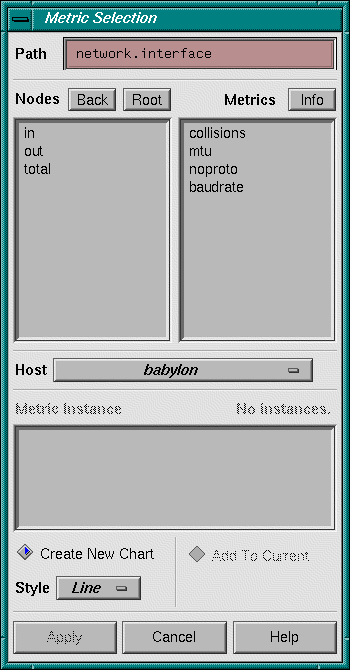 Metric Selection
Path network.interface
Nodes Back Root Metrics Info
in collisions
out mtu
total noproto
baudrate
Host babylon
Metric Instance No instances.
Create New Chart Add To Current
Style Line
Apply Cancel Help